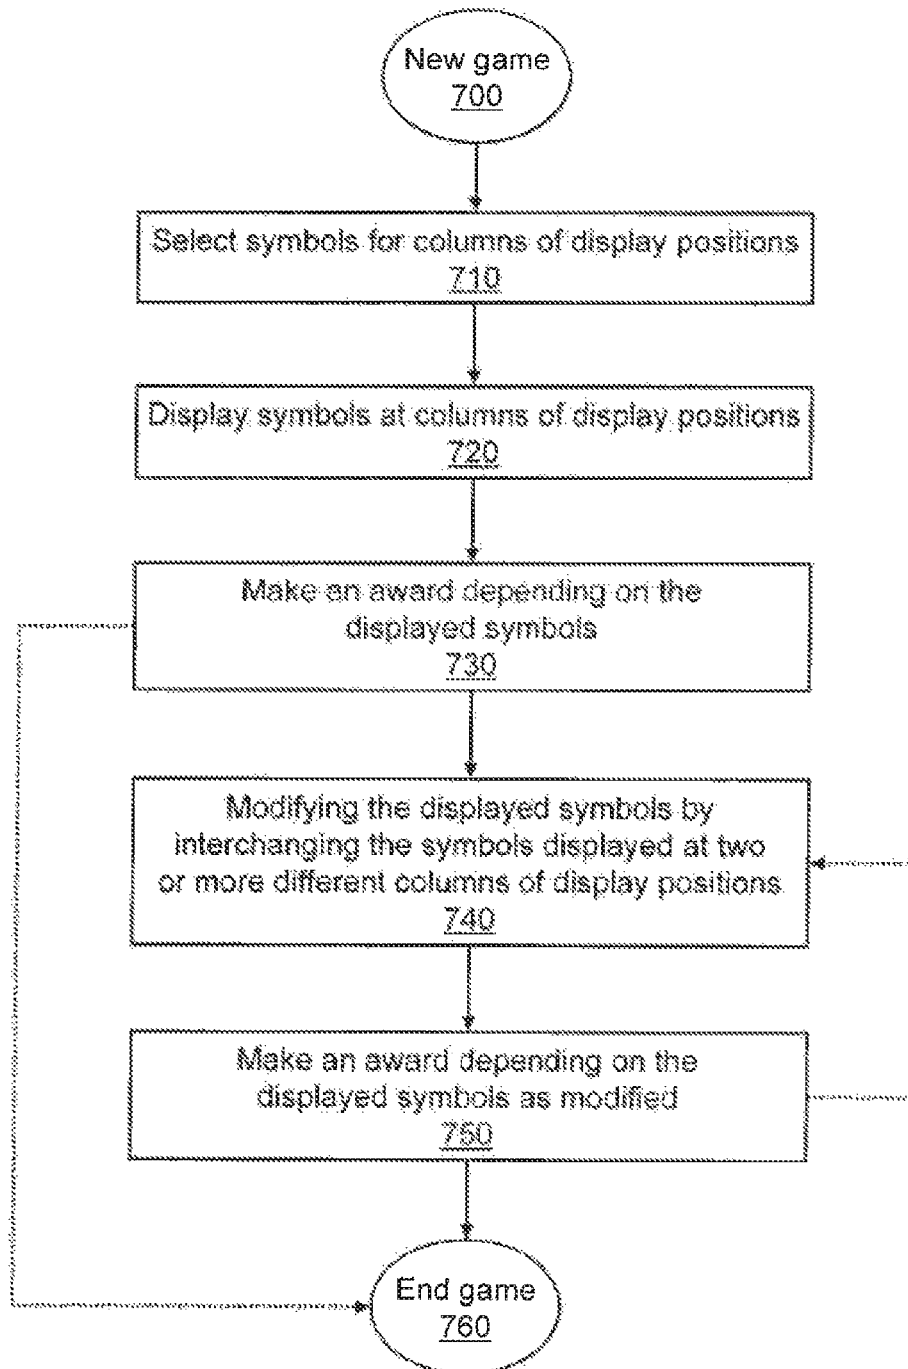 New game
700
Select symbols for columns of display positions
710
Display symbols at columns of display positions
720
Make an award depending on the
displayed symbols
730
Modifying the displayed symbols by
interchanging the symbols displayed at two
or more different columns of display positions
740
Make an award depending on the
displayed symbols as modified
750
End game
760